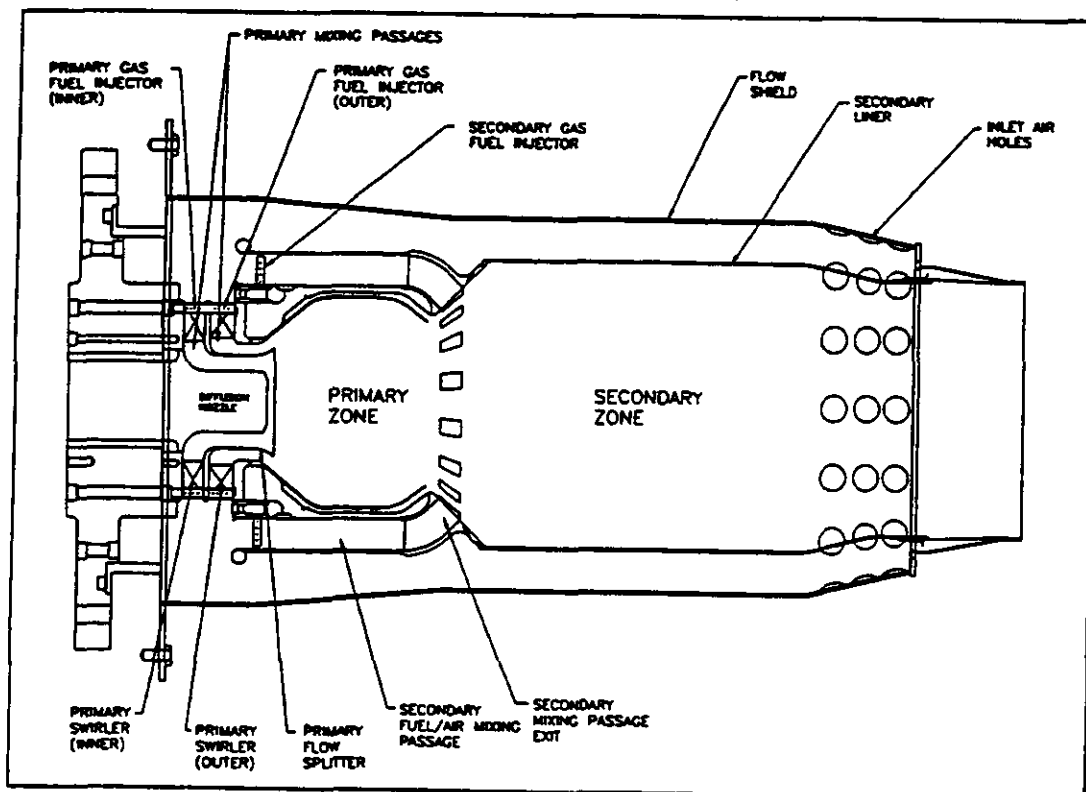 PRIMARY MIXING PASSAGES
PRIMARY GAS
FUEL INJECTOR
(INNER)
PRIMARY GAS
FUEL INJECTOR
(OUTER)
SECONDARY GAS
FUEL INJECTOR
FLOW
SHIELD
SECONDARY
LINER
INLET AIR
HOLES
DIFFUSION
NOZZLE
PRIMARY
ZONE
SECONDARY
ZONE
PRIMARY
SWIRLER
(INNER)
PRIMARY
SWIRLER
(OUTER)
PRIMARY
FLOW
SPLITTER
SECONDARY
FUEL/AIR MIXING
PASSAGE
SECONDARY
MIXING PASSAGE
EXIT